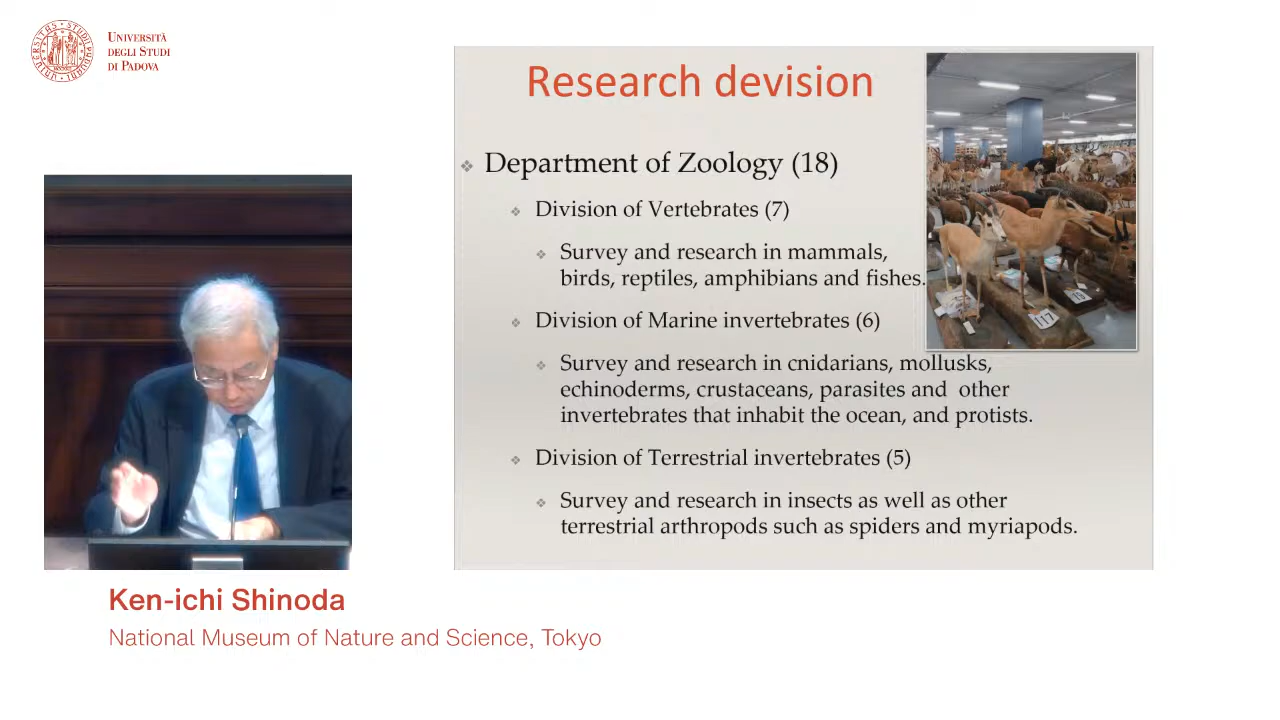 UNIVERSITÀ
DEGLI STUDI
DI PADOVA
Research devision
Department of Zoology (18)
Division of Vertebrates (7)
Survey and research in mammals,
birds, reptiles, amphibians and fishes.
Division of Marine invertebrates (6)
Survey and research in cnidarians, mollusks,
echinoderms, crustaceans, parasites and other
invertebrates that inhabit the ocean, and protists.
Division of Terrestrial invertebrates (5)
Survey and research in insects as well as other
terrestrial arthropods such as spiders and myriapods.
117
Ken-ichi Shinoda
National Museum of Nature and Science, Tokyo